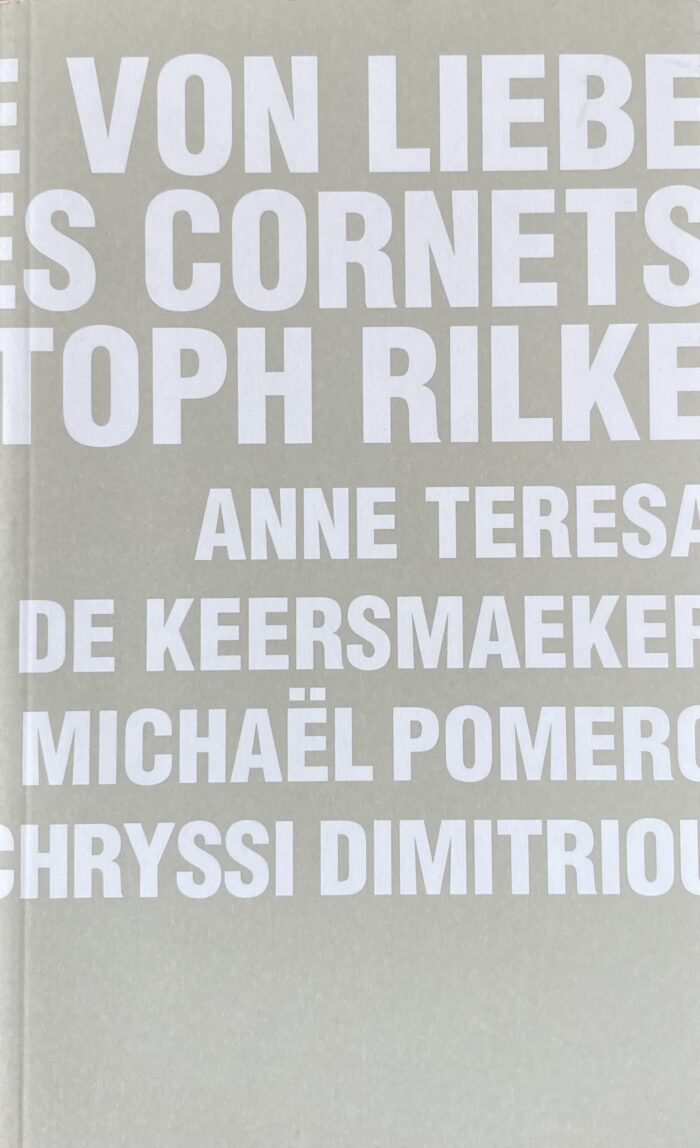 E VON LIEBE
ES CORNETS
TOPH RILKE
ANNE TERESA
DE KEERSMAEKER
MICHAËL POMERO
CHRYSSI DIMITRIOU